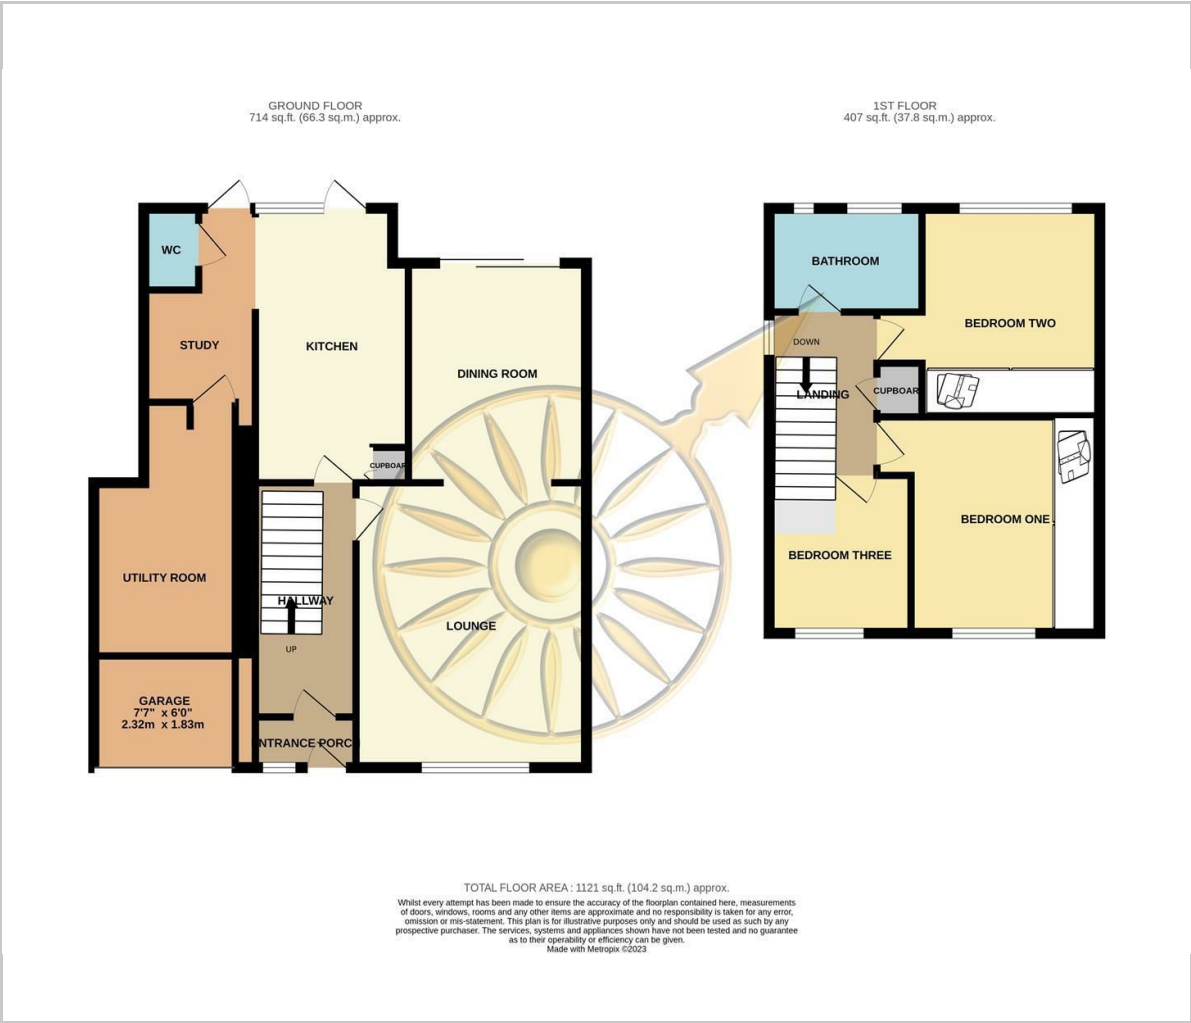 GROUND FLOOR
714 sq.ft. (66.3 sq.m.) approx.
1ST FLOOR
407 sq.ft. (37.8 sq.m.) approx.
WC
STUDY
KITCHEN
DINING ROOM
CUPBOAR
UTILITY ROOM
HALLWAY
UP
LOUNGE
GARAGE
7'7" x 6'0"
2.32m x 1.83m
NTRANCE PORC
BATHROOM
BEDROOM TWO
DOWN
LANDING
CUPBOAR
BEDROOM ONE
BEDROOM THREE
TOTAL FLOOR AREA : 1121 sq.ft. (104.2 sq.m.) approx.
Whilst every attempt has been made to ensure the accuracy of the floorplan contained here, measurements
of doors, windows, rooms and any other items are approximate and no responsibility is taken for any error,
omission or mis-statement. This plan is for illustrative purposes only and should be used as such by any
prospective purchaser. The services, systems and appliances shown have not been tested and no guarantee
as to their operability or efficiency can be given.
Made with Metropix ©2023